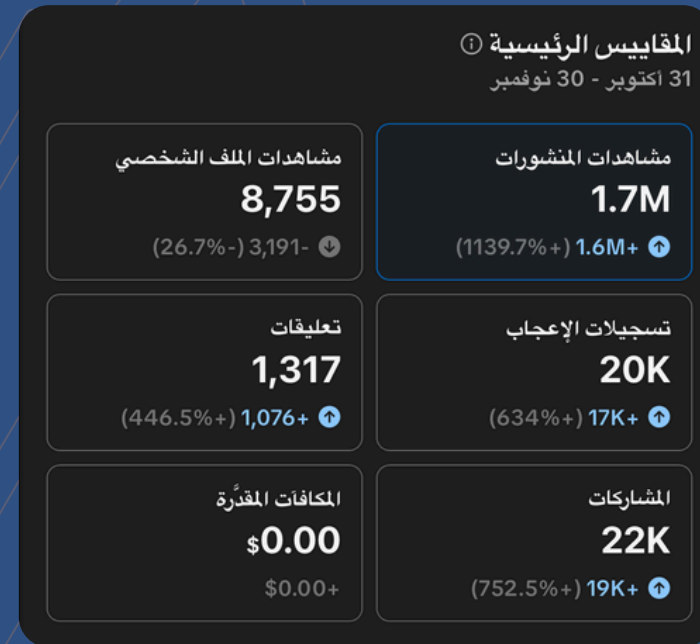 المقاييس الرئيسية
31 أكتوبر - 30 نوفمبر
مشاهدات المنشورات
1.7M
1.6M+ (1139.7%+)
مشاهدات الملف الشخصي
8,755
3,191- (26.7%-)
تسجيلات الإعجاب
20K
17K+ (634%+)
تعليقات
1,317
1,076+ (446.5%+)
المشاركات
22K
19K+ (752.5%+)
المكافآت المقدَّرة
$0.00
$0.00+